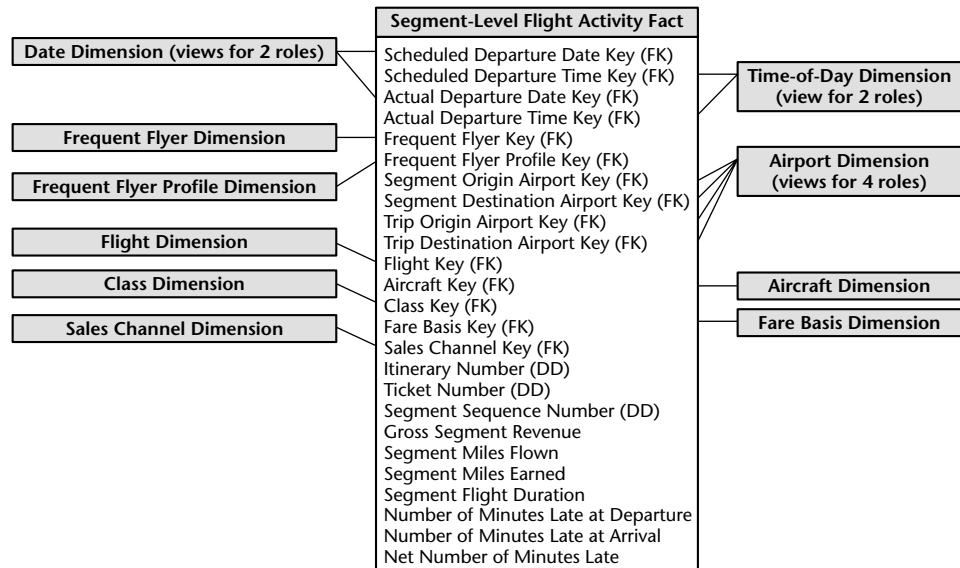 Segment-Level Flight Activity Fact
Scheduled Departure Date Key (FK)
Scheduled Departure Time Key (FK)
Actual Departure Date Key (FK)
Actual Departure Time Key (FK)
Frequent Flyer Key (FK)
Frequent Flyer Profile Key (FK)
Segment Origin Airport Key (FK)
Segment Destination Airport Key (FK)
Trip Origin Airport Key (FK)
Trip Destination Airport Key (FK)
Flight Key (FK)
Aircraft Key (FK)
Class Key (FK)
Fare Basis Key (FK)
Sales Channel Key (FK)
Itinerary Number (DD)
Ticket Number (DD)
Segment Sequence Number (DD)
Gross Segment Revenue
Segment Miles Flown
Segment Miles Earned
Segment Flight Duration
Number of Minutes Late at Departure
Number of Minutes Late at Arrival
Net Number of Minutes Late
Date Dimension (views for 2 roles)
Frequent Flyer Dimension
Frequent Flyer Profile Dimension
Flight Dimension
Class Dimension
Sales Channel Dimension
Time-of-Day Dimension
(view for 2 roles)
Airport Dimension
(views for 4 roles)
Aircraft Dimension
Fare Basis Dimension